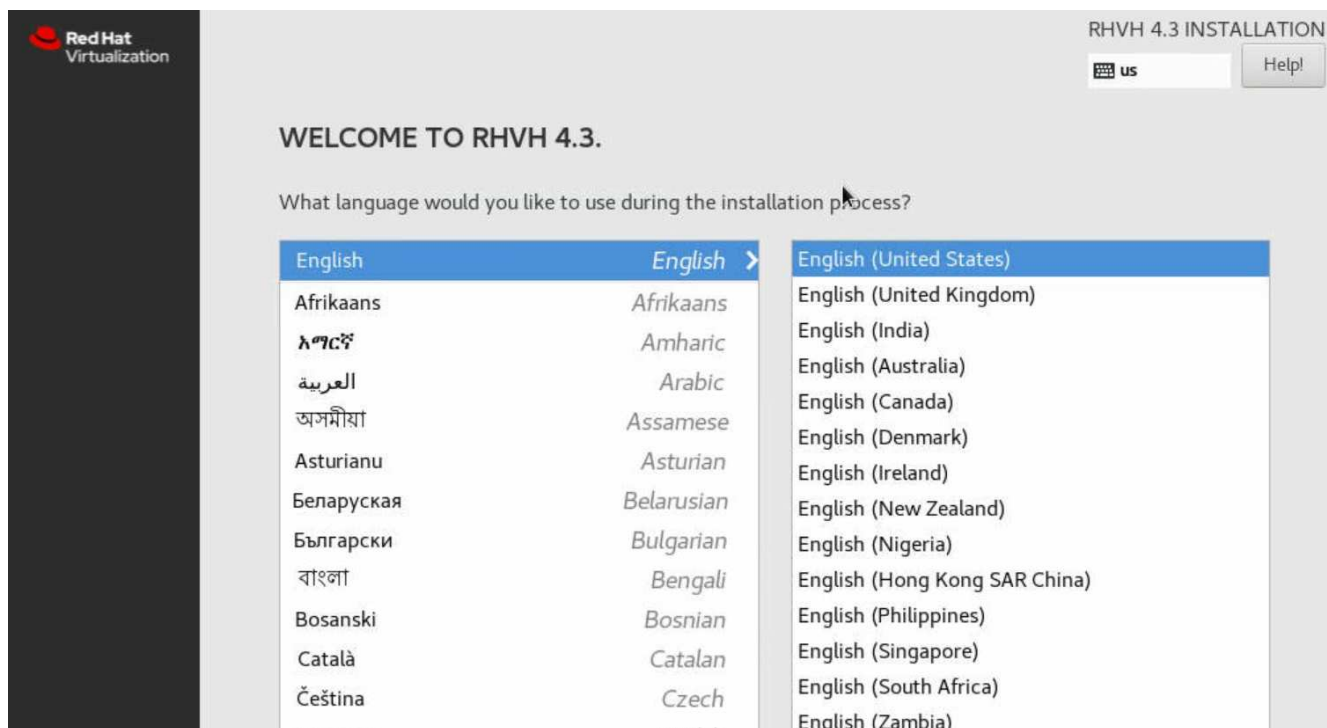 Red Hat
Virtualization
RHVH 4.3 INSTALLATION
us
Help!
WELCOME TO RHVH 4.3.
What language would you like to use during the installation process?
English English
Afrikaans Afrikaans
አማርኛ Amharic
العربية Arabic
অসমীয়া Assamese
Asturianu Asturian
Беларуская Belarusian
Български Bulgarian
বাংলা Bengali
Bosanski Bosnian
Català Catalan
Čeština Czech
English (United States)
English (United Kingdom)
English (India)
English (Australia)
English (Canada)
English (Denmark)
English (Ireland)
English (New Zealand)
English (Nigeria)
English (Hong Kong SAR China)
English (Philippines)
English (Singapore)
English (South Africa)
English (Zambia)